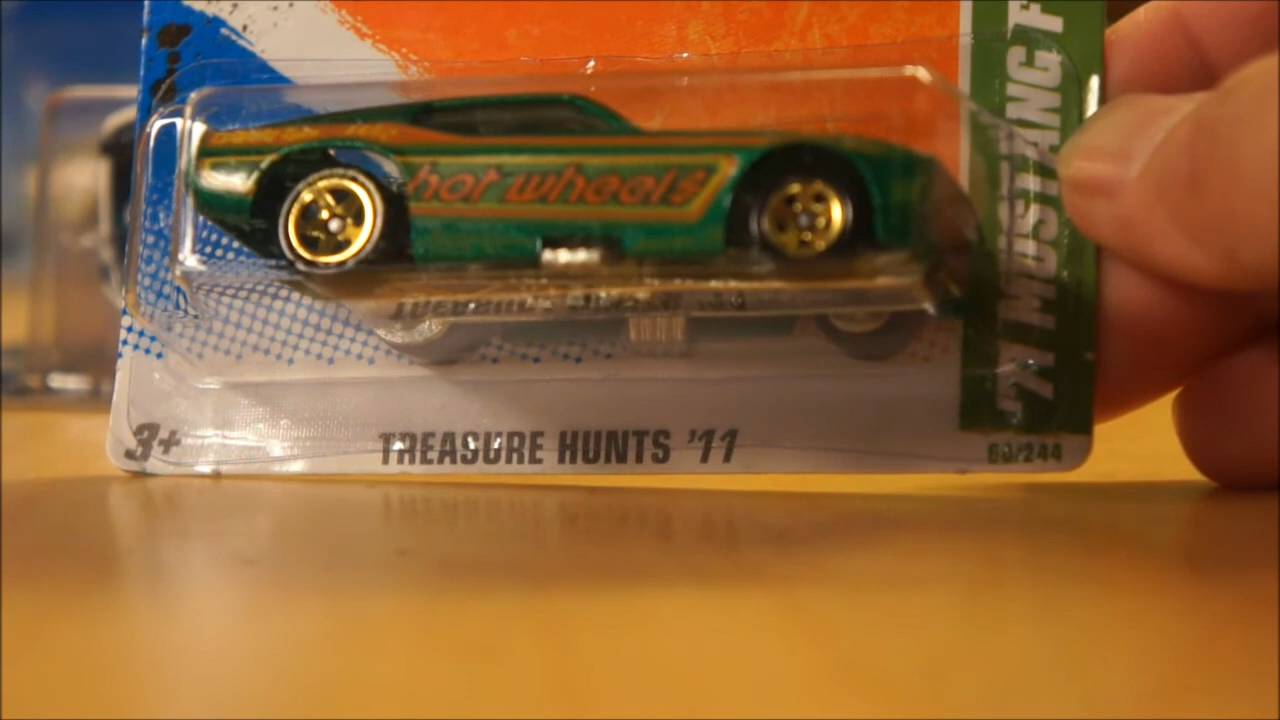 hot wheels
'71 MUSTANG F
3+
TREASURE HUNTS '11
60/244